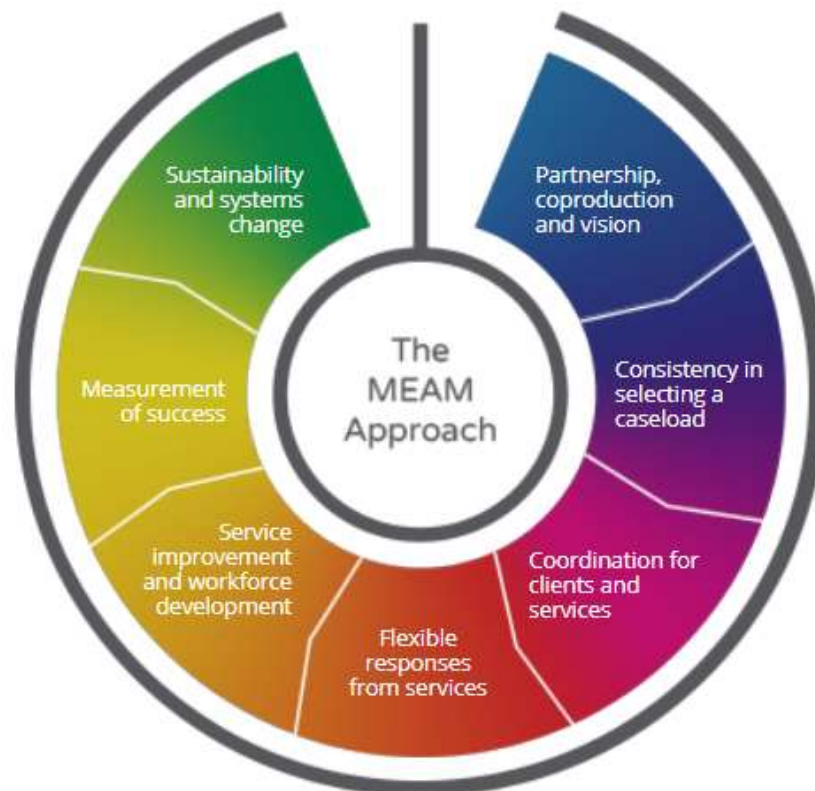 The
MEAM
Approach
Partnership,
coproduction
and vision
Consistency in
selecting a
caseload
Coordination for
clients and
services
Flexible
responses
from services
Service
improvement
and workforce
development
Measurement
of success
Sustainability
and systems
change